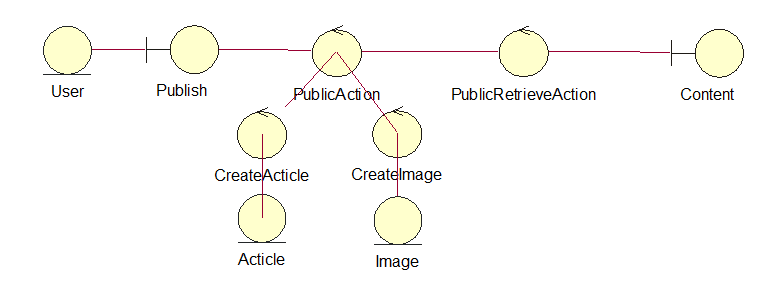 User
Publish
PublicAction
PublicRetrieveAction
Content
CreateActicle
CreateImage
Acticle
Image